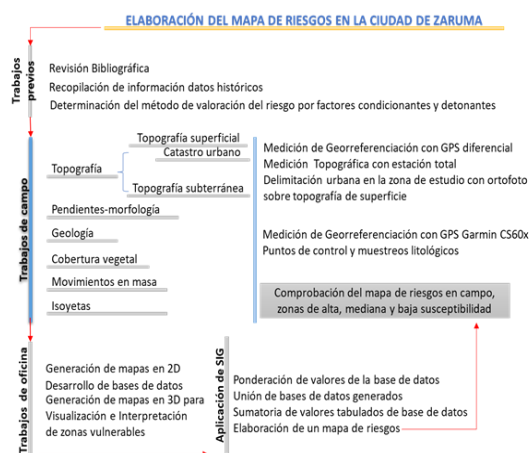 ELABORACIÓN DEL MAPA DE RIESGOS EN LA CIUDAD DE ZARUMA
Trabajos previos
Revisión Bibliográfica
Recopilación de información datos históricos
Determinación del método de valoración del riesgo por factores condicionantes y detonantes
Trabajos de campo
Topografía
Topografía superficial
Catastro urbano
Topografía subterránea
Pendientes-morfología
Geología
Cobertura vegetal
Movimientos en masa
Isoyetas
Medición de Georreferenciación con GPS diferencial
Medición Topográfica con estación total
Delimitación urbana en la zona de estudio con ortofoto
sobre topografía de superficie
Medición de Georreferenciación con GPS Garmin CS60x
Puntos de control y muestreos litológicos
Comprobación del mapa de riesgos en campo,
zonas de alta, mediana y baja susceptibilidad
Trabajos de oficina
Generación de mapas en 2D
Desarrollo de bases de datos
Generación de mapas en 3D para
Visualización e Interpretación
de zonas vulnerables
Aplicación de SIG
Ponderación de valores de la base de datos
Unión de bases de datos generados
Sumatoria de valores tabulados de base de datos
Elaboración de un mapa de riesgos